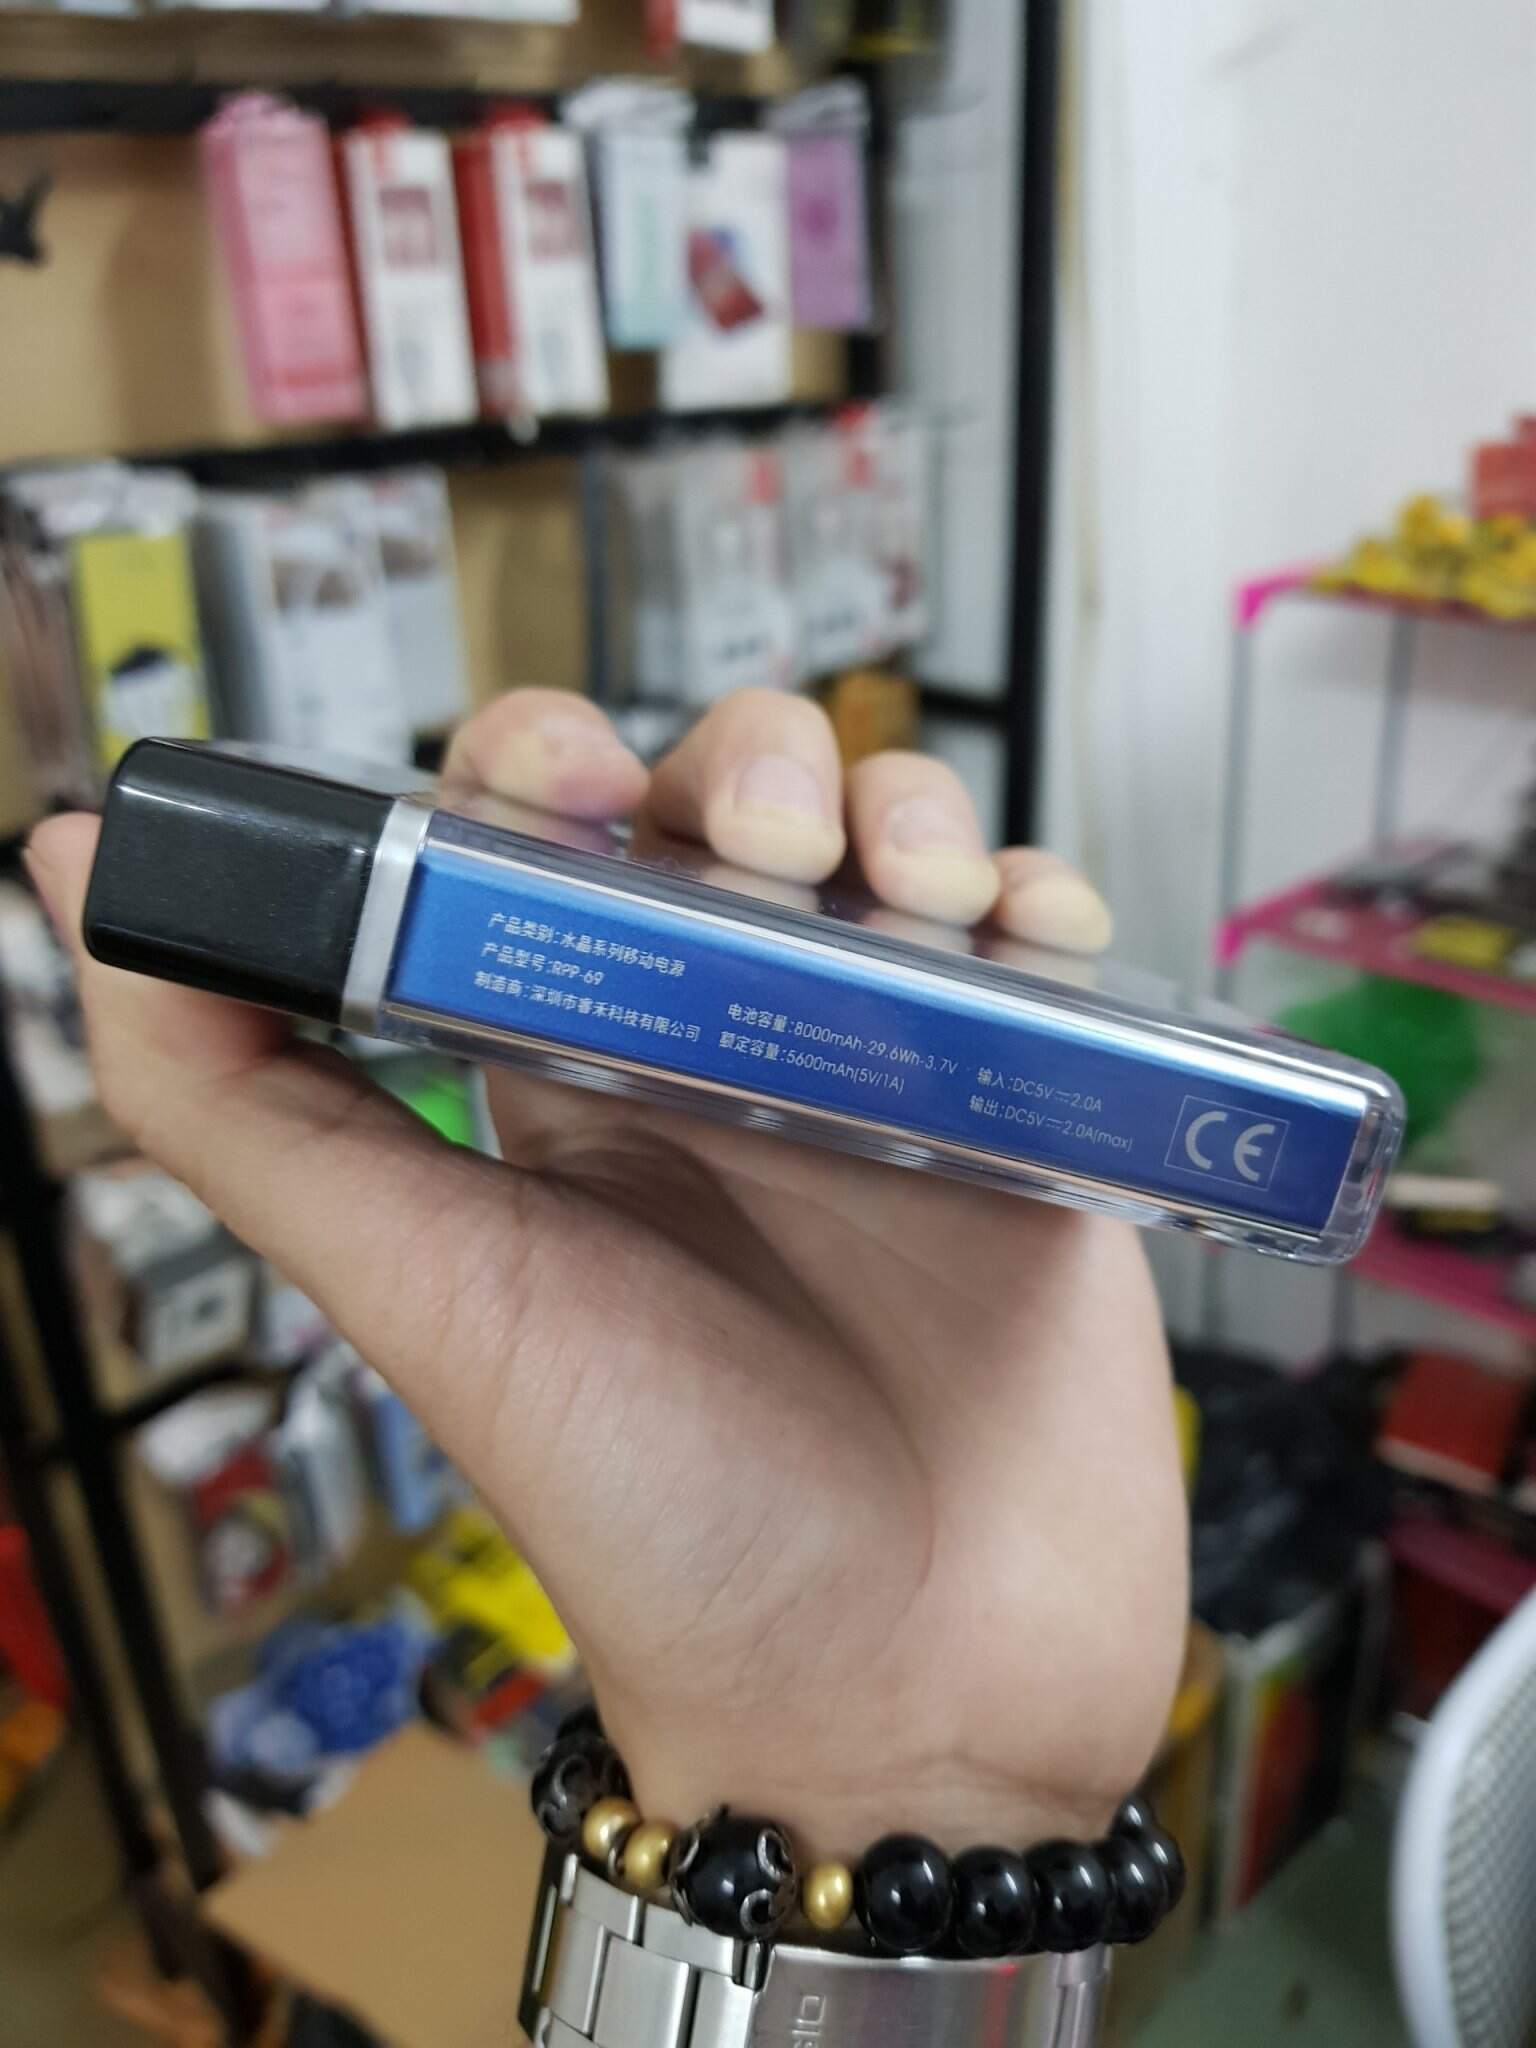 产品类别:水晶系列移动电源
产品型号:RPP-69
制造商:深圳市睿禾科技有限公司
电池容量:8000mAh-29.6Wh-3.7V
额定容量:5600mAh(5V/1A)
输入:DC5V⎓2.0A
输出:DC5V⎓2.0A(max)
CE